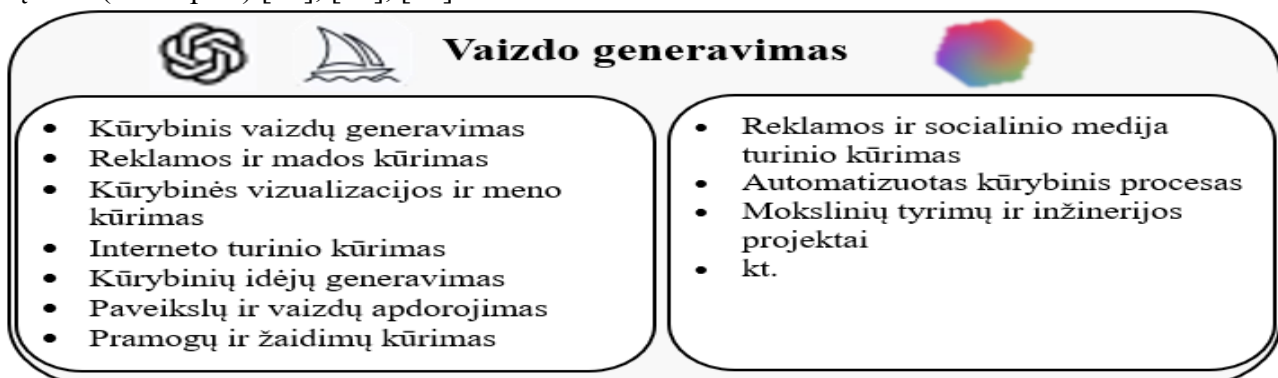 Vaizdo generavimas
• Kūrybinis vaizdų generavimas
• Reklamos ir mados kūrimas
• Kūrybinės vizualizacijos ir meno
kūrimas
• Interneto turinio kūrimas
• Kūrybinių idėjų generavimas
• Paveikslų ir vaizdų apdorojimas
• Pramogų ir žaidimų kūrimas
• Reklamos ir socialinio medija
turinio kūrimas
• Automatizuotas kūrybinis procesas
• Mokslinių tyrimų ir inžinerijos
projektai
• kt.